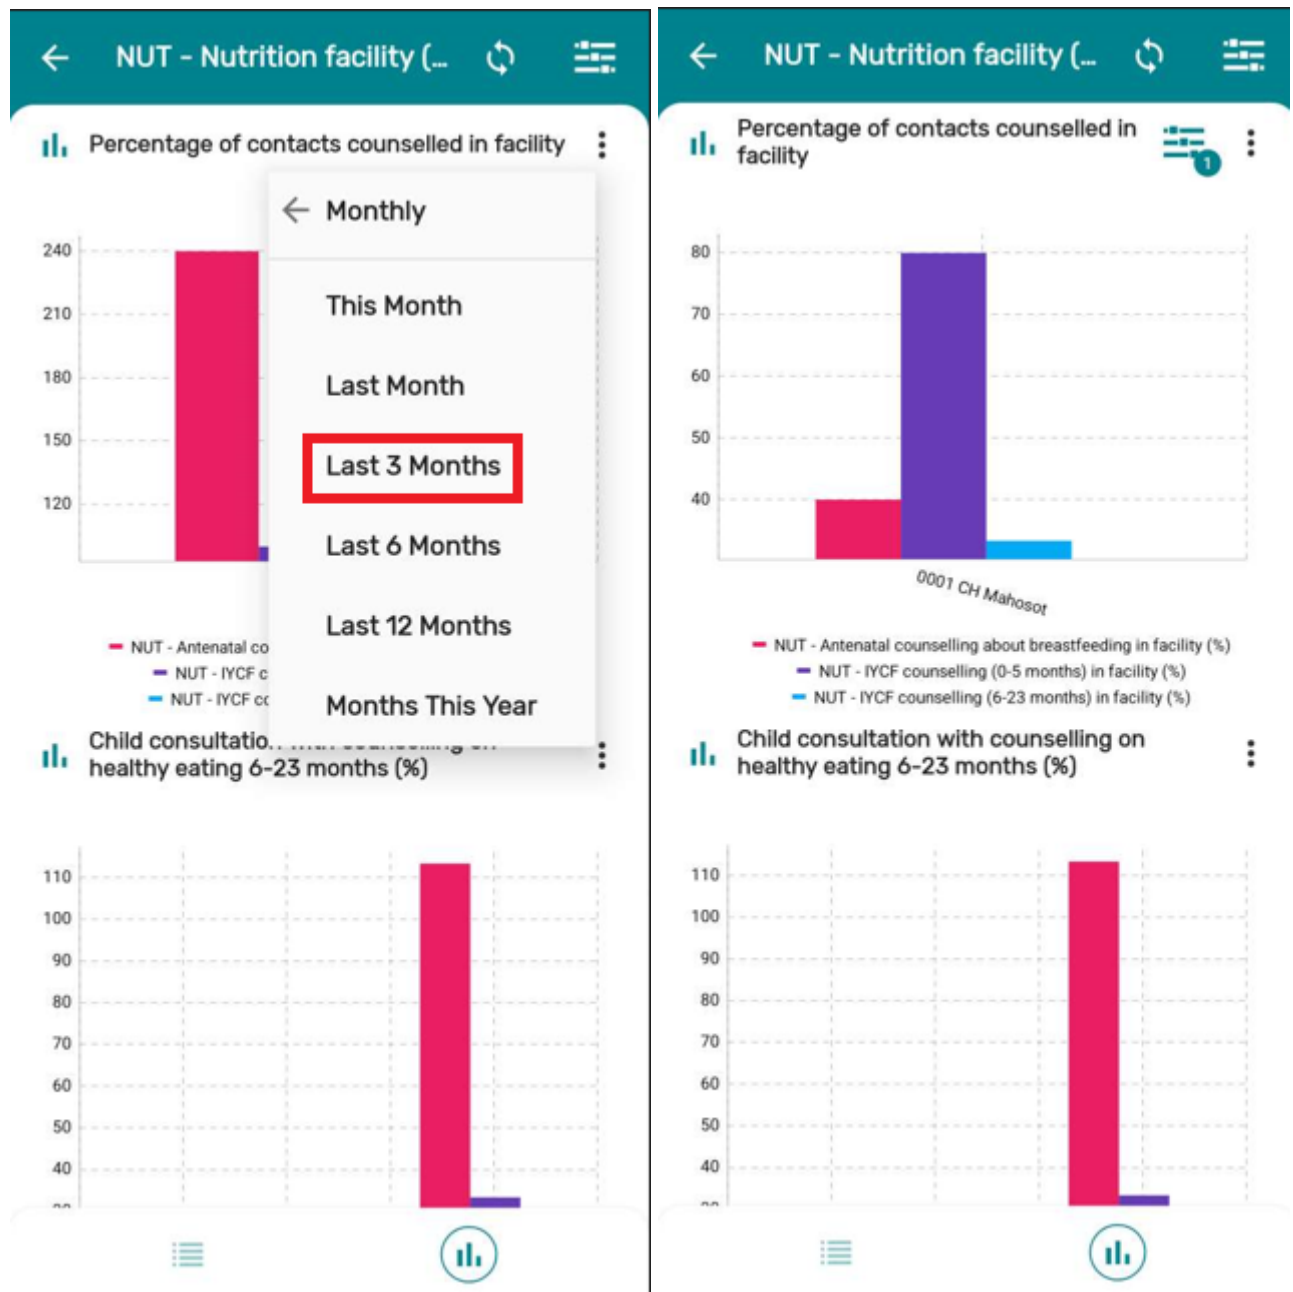 NUT - Nutrition facility (...
Percentage of contacts counselled in facility
Monthly
This Month
Last Month
Last 3 Months
Last 6 Months
Last 12 Months
Months This Year
240
210
180
150
120
NUT - Antenatal co
NUT - IYCF c
NUT - IYCF co
Child consultation with counselling on
healthy eating 6-23 months (%)
110
100
90
80
70
60
50
40
NUT - Nutrition facility (...
Percentage of contacts counselled in
facility
1
80
70
60
50
40
0001 CH Mahosot
NUT - Antenatal counselling about breastfeeding in facility (%)
NUT - IYCF counselling (0-5 months) in facility (%)
NUT - IYCF counselling (6-23 months) in facility (%)
Child consultation with counselling on
healthy eating 6-23 months (%)
110
100
90
80
70
60
50
40